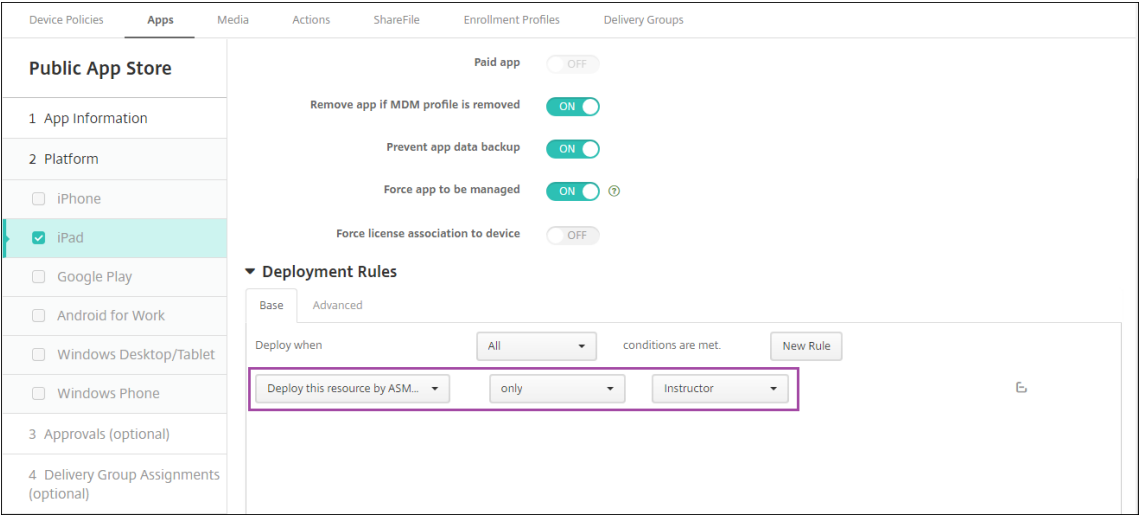 Device Policies Apps Media Actions ShareFile Enrollment Profiles Delivery Groups
Public App Store
1 App Information
2 Platform
iPhone
iPad
Google Play
Android for Work
Windows Desktop/Tablet
Windows Phone
3 Approvals (optional)
4 Delivery Group Assignments
(optional)
Paid app OFF
Remove app if MDM profile is removed ON
Prevent app data backup ON
Force app to be managed ON ?
Force license association to device OFF
Deployment Rules
Base Advanced
Deploy when All conditions are met. New Rule
Deploy this resource by ASM... only Instructor